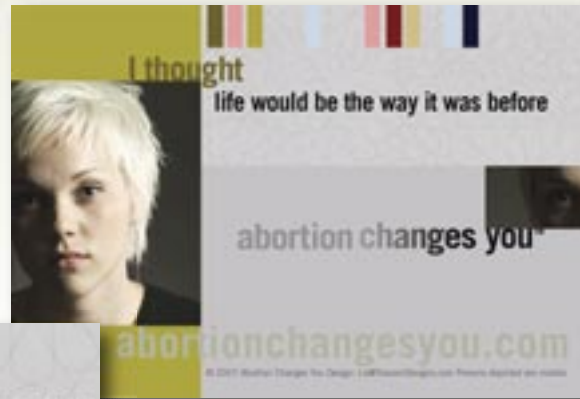 I thought
life would be the way it was before
abortion changes you
abortionchangesyou.com